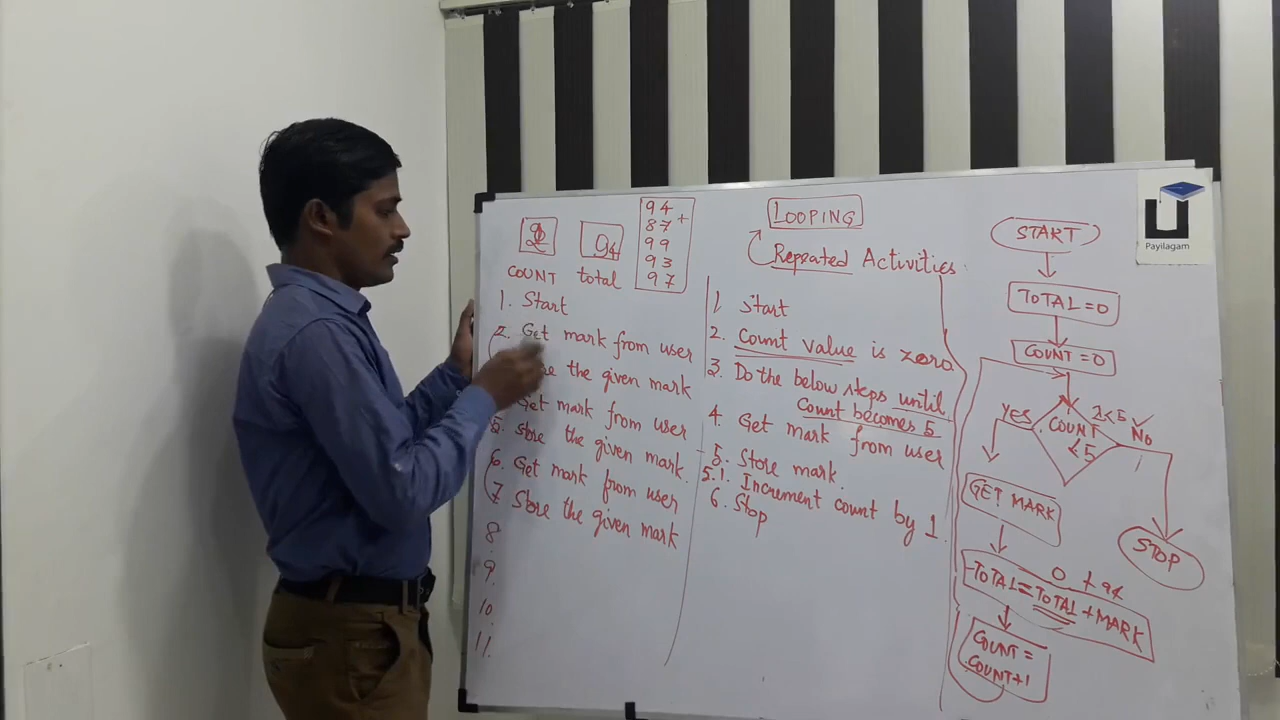 94
COUNT total
94 +
87
99
93
97
1. Start
2. Get mark from user
the given mark
Get mark from user
5. Store the given mark.
6. Get mark from user
7. Store the given mark
8.
9.
10.
11.
LOOPING
Repeated Activities.
1. Start
2. Count value is zero
3. Do the below steps until
Count becomes 5
4. Get mark from user
5. Store mark.
5.1. Increment count by 1.
6. Stop
START
TOTAL=0
COUNT=0
COUNT
< 5
<5 ✓
YES
No
GET MARK
STOP
0 + 94
TOTAL=TOTAL+MARK
COUNT=
COUNT+1
Payilagam